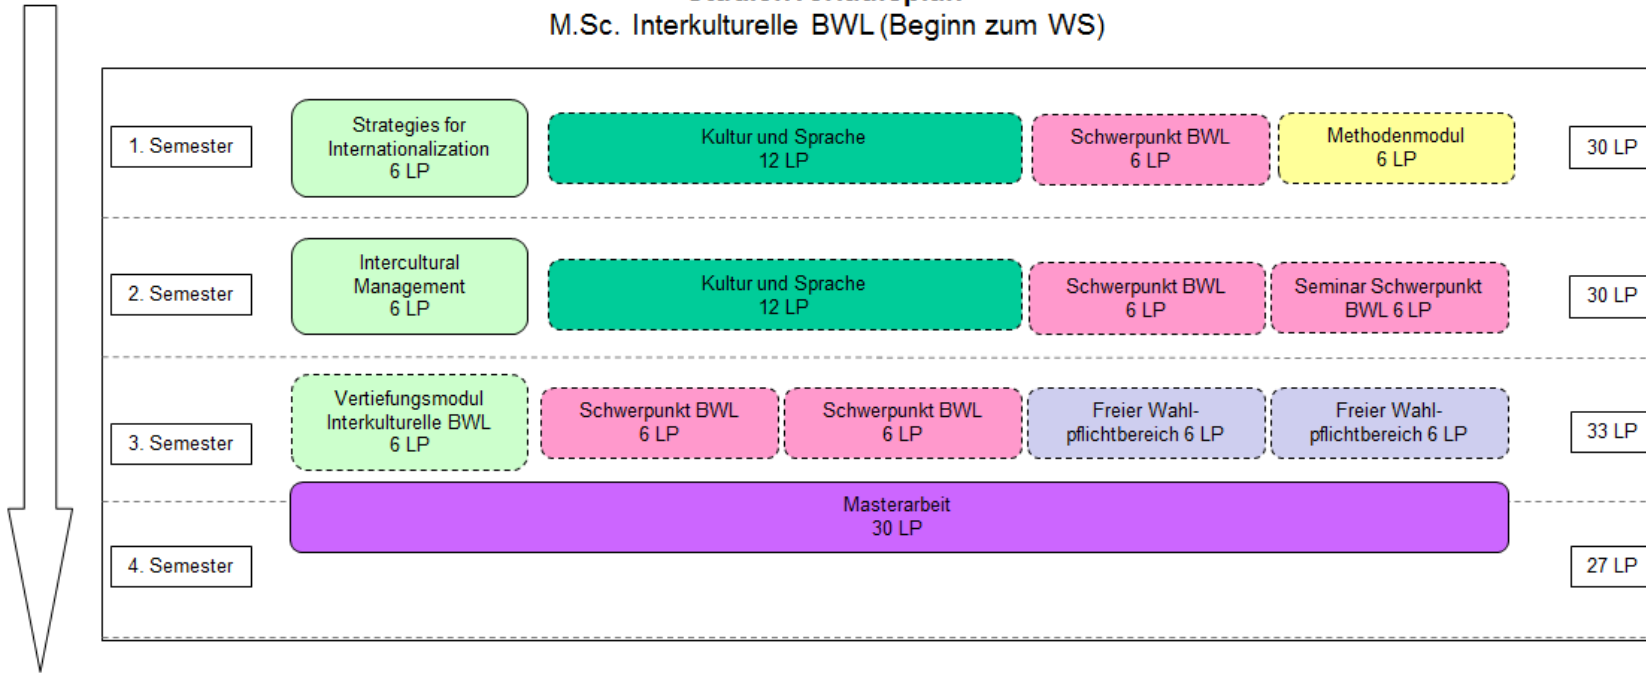 M.Sc. Interkulturelle BWL (Beginn zum WS)
1. Semester
Strategies for
Internationalization
6 LP
Kultur und Sprache
12 LP
Schwerpunkt BWL
6 LP
Methodenmodul
6 LP
30 LP
2. Semester
Intercultural
Management
6 LP
Kultur und Sprache
12 LP
Schwerpunkt BWL
6 LP
Seminar Schwerpunkt
BWL 6 LP
30 LP
3. Semester
Vertiefungsmodul
Interkulturelle BWL
6 LP
Schwerpunkt BWL
6 LP
Schwerpunkt BWL
6 LP
Freier Wahl-
pflichtbereich 6 LP
Freier Wahl-
pflichtbereich 6 LP
33 LP
Masterarbeit
30 LP
4. Semester
27 LP